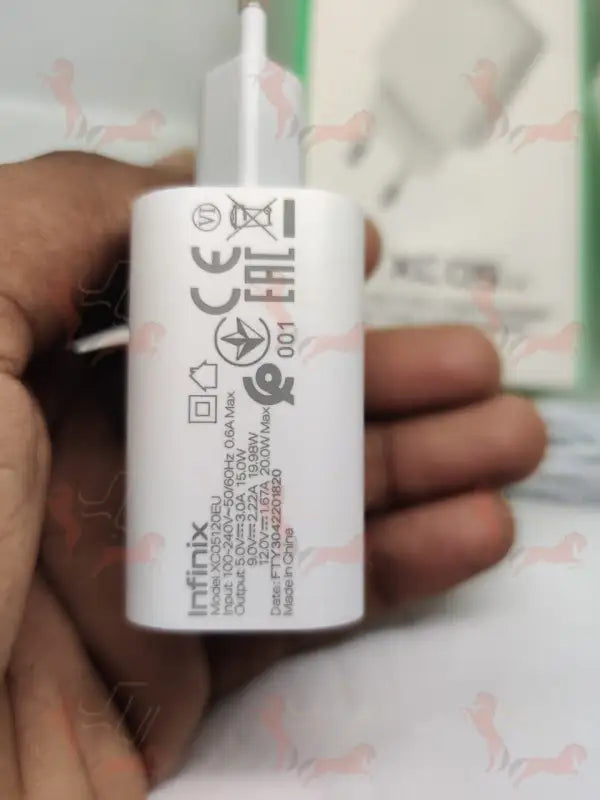 Infinix
Model XC05120EU
Input: 100-240V~50/60Hz 0.6A Max
Output: 5.0V⎓3.0A 15.0W
9.0V⎓2.22A 19.98W
12.0V⎓1.67A 20.0W Max
Date: FTY3042201820
Made in China
VI
CE
EAC
001